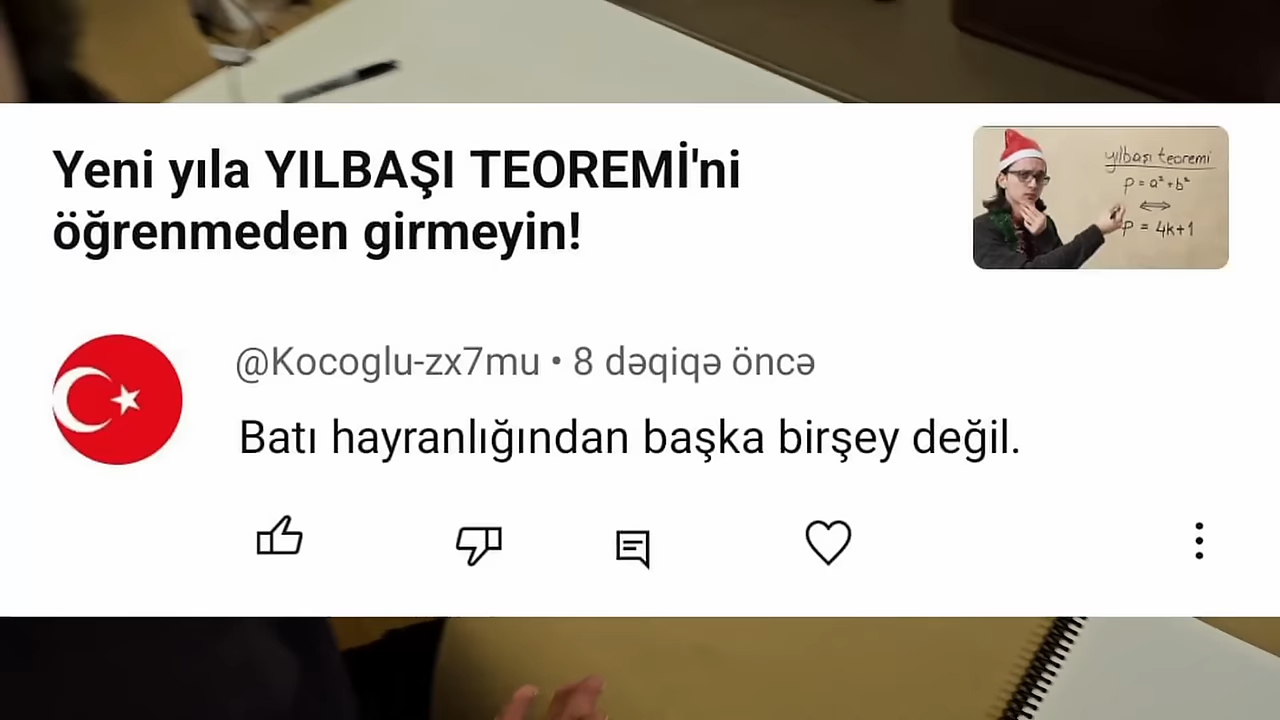 Yeni yıla YILBAŞI TEOREMİ'ni
öğrenmeden girmeyin!
yılbaşı teoremi
p = a² + b²
⟺
p = 4k+1
@Kocoglu-zx7mu • 8 dəqiqə öncə
Batı hayranlığından başka birşey değil.